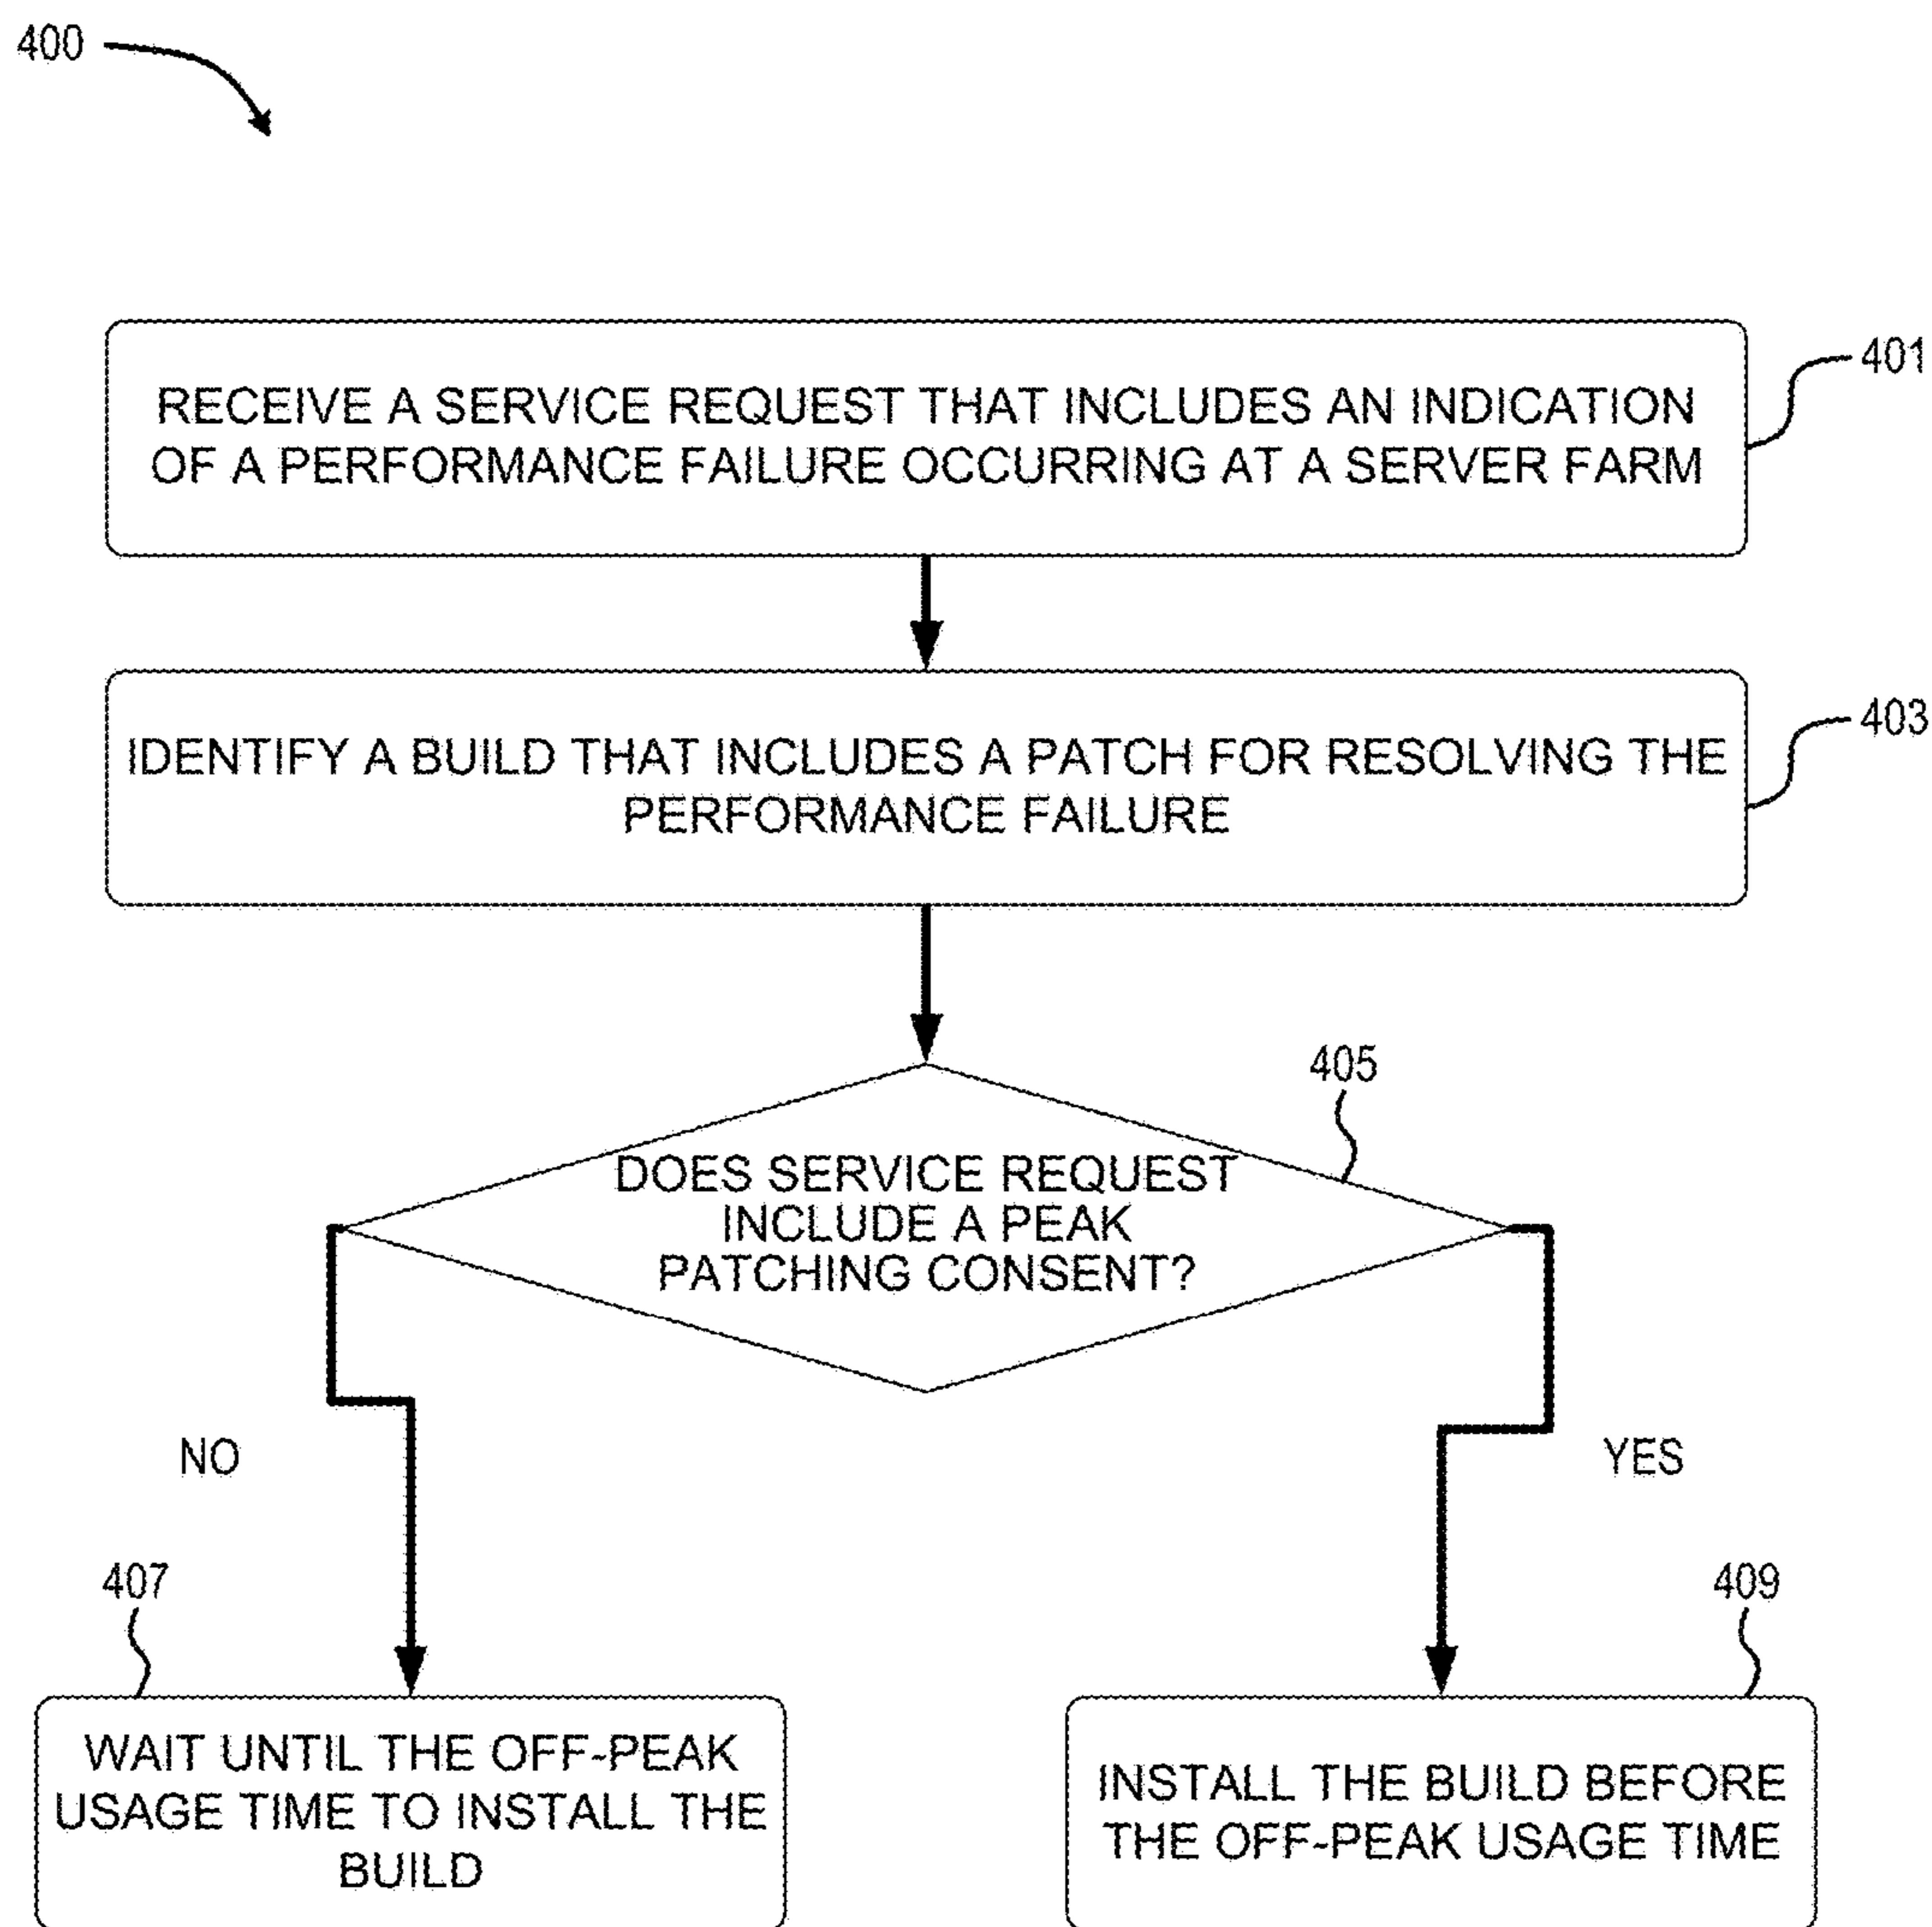 400
RECEIVE A SERVICE REQUEST THAT INCLUDES AN INDICATION
OF A PERFORMANCE FAILURE OCCURRING AT A SERVER FARM
401
IDENTIFY A BUILD THAT INCLUDES A PATCH FOR RESOLVING THE
PERFORMANCE FAILURE
403
405
DOES SERVICE REQUEST
INCLUDE A PEAK
PATCHING CONSENT?
NO
YES
407
WAIT UNTIL THE OFF-PEAK
USAGE TIME TO INSTALL THE
BUILD
409
INSTALL THE BUILD BEFORE
THE OFF-PEAK USAGE TIME